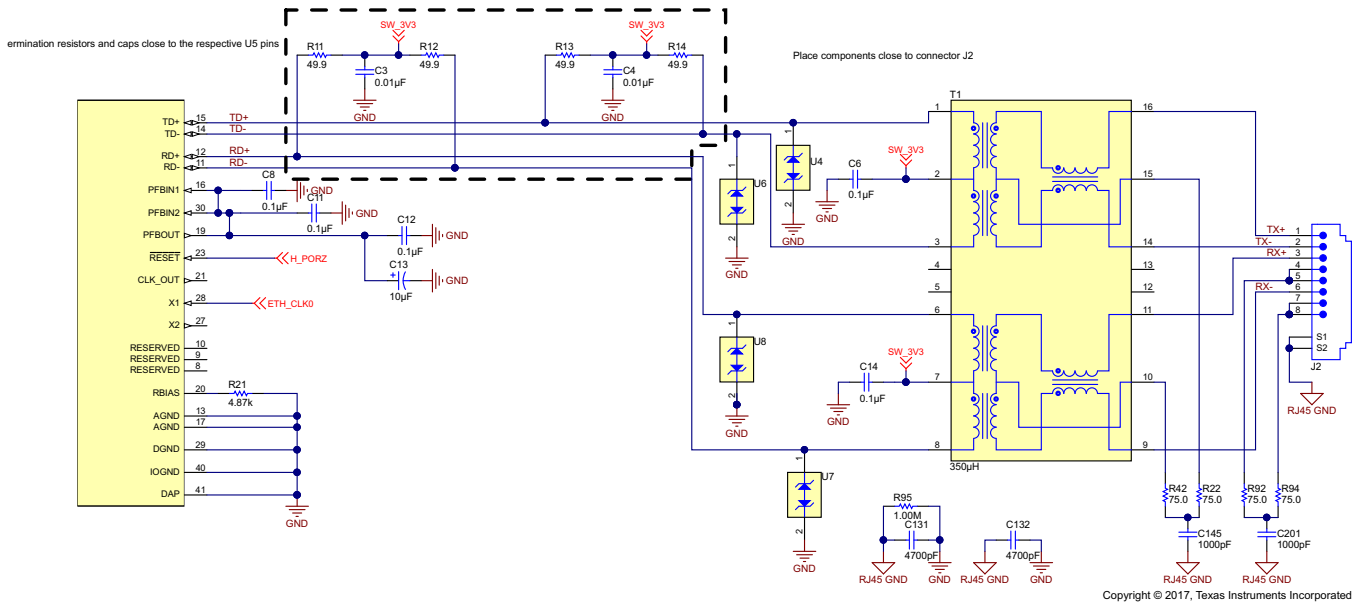 ermination resistors and caps close to the respective U5 pins
Place components close to connector J2
SW_3V3
SW_3V3
R11
49.9
R12
49.9
C3
0.01µF
GND
R13
49.9
R14
49.9
C4
0.01µF
GND
TD+ 15 TD+
TD- 14 TD-
RD+ 12 RD+
RD- 11 RD-
PFBIN1 16
PFBIN2 30
PFBOUT 19
RESET 23 H_PORZ
CLK_OUT 21
X1 28 ETH_CLK0
X2 27
RESERVED 10
RESERVED 9
RESERVED 8
RBIAS 20
AGND 13
AGND 17
DGND 29
IOGND 40
DAP 41
C8
0.1µF
GND
C11
0.1µF
GND
C12
0.1µF
GND
+
C13
10µF
GND
R21
4.87k
GND
1
U4
2
GND
1
U6
2
GND
1
U8
2
GND
1
U7
2
GND
SW_3V3
C6
0.1µF
GND
SW_3V3
C14
0.1µF
GND
T1
1
2
3
4
5
6
7
8
16
15
14
13
12
11
10
9
350µH
TX+ 1
TX- 2
RX+ 3
4
5
RX- 6
7
8
S1
S2
J2
RJ45 GND
R42
75.0
R22
75.0
R92
75.0
R94
75.0
C145
1000pF
RJ45 GND
C201
1000pF
RJ45 GND
R95
1.00M
C131
4700pF
RJ45 GND
GND
C132
4700pF
RJ45 GND
GND
Copyright © 2017, Texas Instruments Incorporated